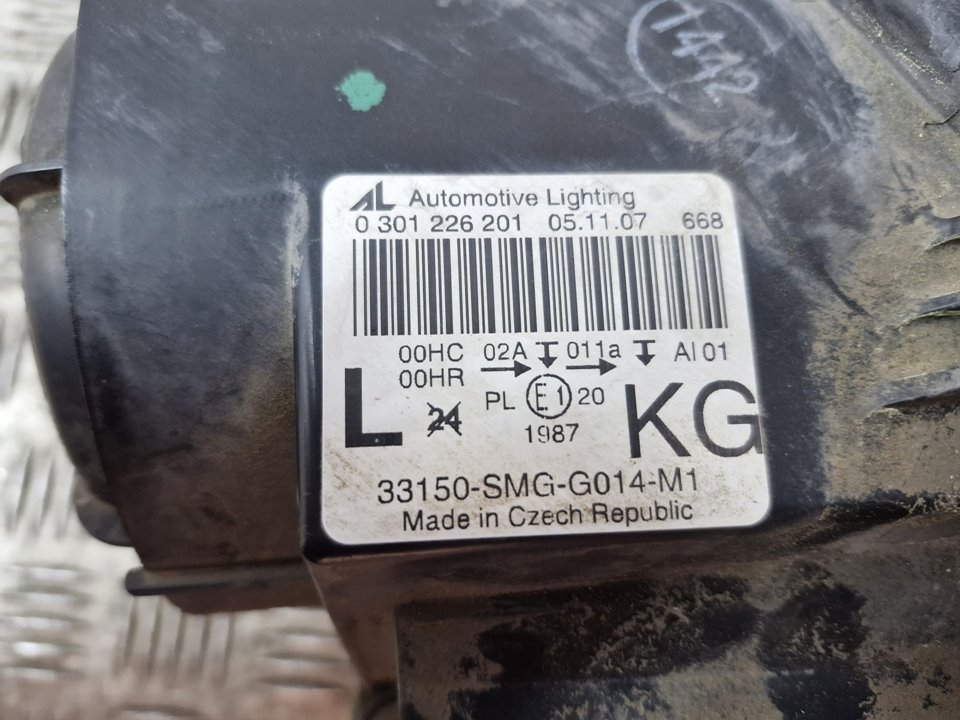 1442
AL Automotive Lighting
0 301 226 201 05.11.07 668
00HC 02A 011a AI 01
00HR
L 24 PL E1 20 KG
1987
33150-SMG-G014-M1
Made in Czech Republic